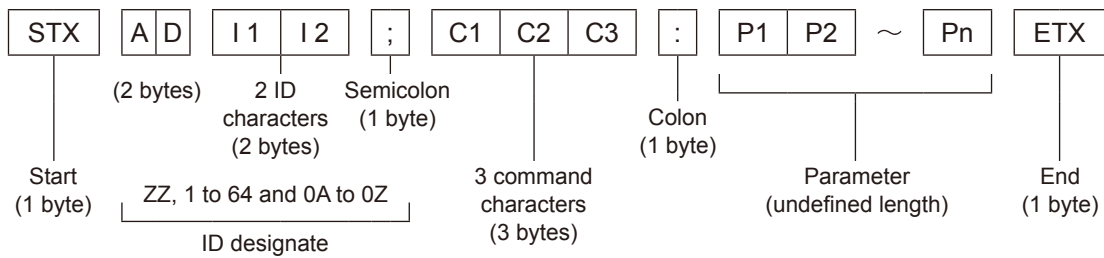 STX A D I 1 I 2 ; C1 C2 C3 : P1 P2 ～ Pn ETX
(2 bytes)
2 ID
characters
(2 bytes)
Semicolon
(1 byte)
Colon
(1 byte)
Start
(1 byte)
ZZ, 1 to 64 and 0A to 0Z
3 command
characters
(3 bytes)
Parameter
(undefined length)
End
(1 byte)
ID designate